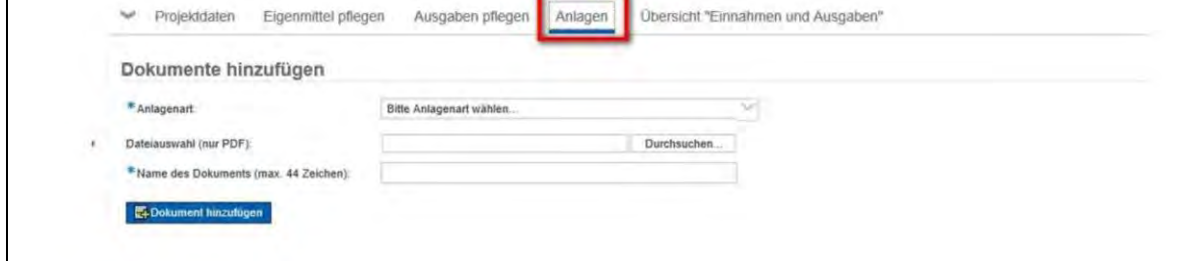 Projektdaten Eigenmittel pflegen Ausgaben pflegen Anlagen Übersicht "Einnahmen und Ausgaben"
Dokumente hinzufügen
*Anlagenart: Bitte Anlagenart wählen...
Dateiauswahl (nur PDF): Durchsuchen...
*Name des Dokuments (max. 44 Zeichen):
Dokument hinzufügen